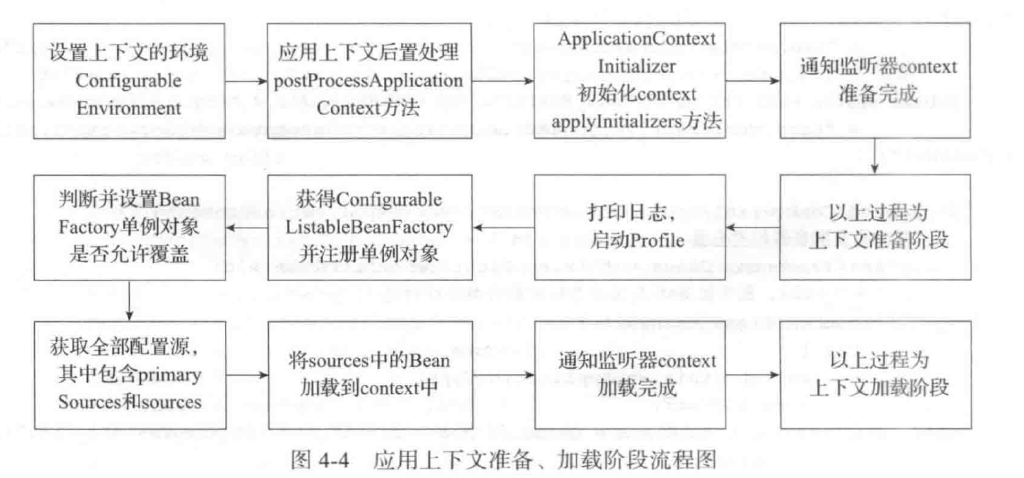 设置上下文的环境
Configurable
Environment
应用上下文后置处理
postProcessApplication
Context方法
ApplicationContext
Initializer
初始化context
applyInitializers方法
通知监听器context
准备完成
以上过程为
上下文准备阶段
打印日志，
启动Profile
获得Configurable
ListableBeanFactory
并注册单例对象
判断并设置Bean
Factory单例对象
是否允许覆盖
获取全部配置源，
其中包含primary
Sources和sources
将sources中的Bean
加载到context中
通知监听器context
加载完成
以上过程为
上下文加载阶段
图 4-4 应用上下文准备、加载阶段流程图